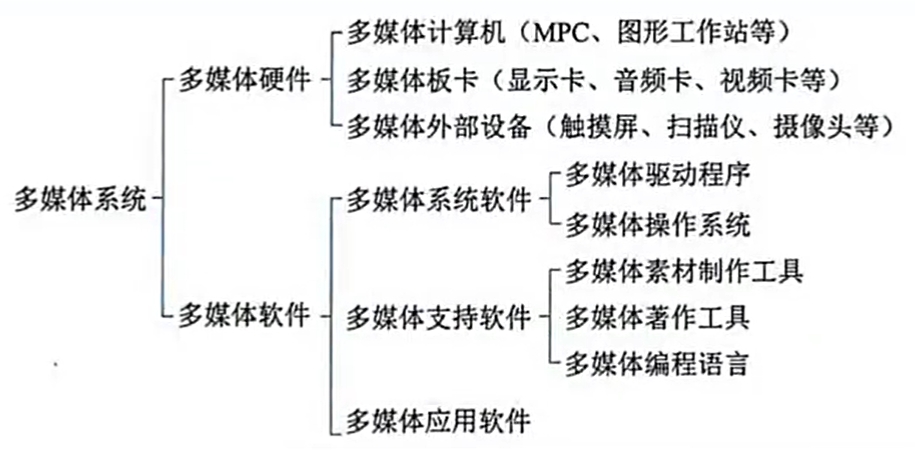 多媒体系统
多媒体硬件
多媒体计算机（MPC、图形工作站等）
多媒体板卡（显示卡、音频卡、视频卡等）
多媒体外部设备（触摸屏、扫描仪、摄像头等）
多媒体软件
多媒体系统软件
多媒体驱动程序
多媒体操作系统
多媒体支持软件
多媒体素材制作工具
多媒体著作工具
多媒体编程语言
多媒体应用软件